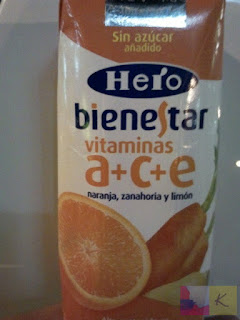 Sin azúcar
añadido
Hero
bienestar
vitaminas
a+c+e
naranja, zanahoria y limón
K